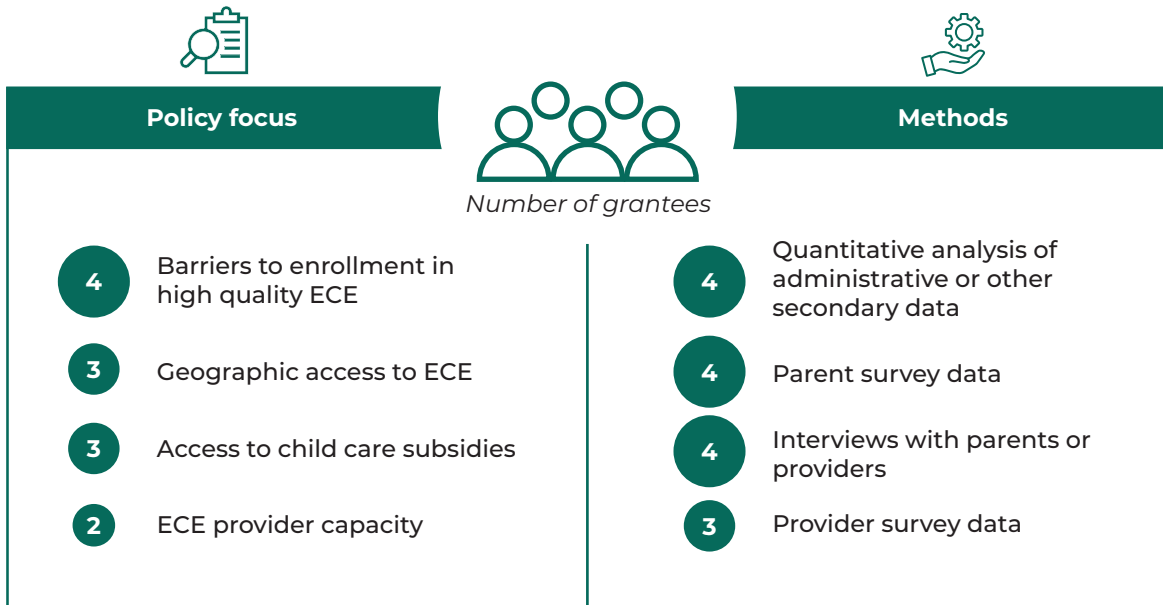 Policy focus
Methods
Number of grantees
4
Barriers to enrollment in
high quality ECE
3
Geographic access to ECE
3
Access to child care subsidies
2
ECE provider capacity
4
Quantitative analysis of
administrative or other
secondary data
4
Parent survey data
4
Interviews with parents or
providers
3
Provider survey data